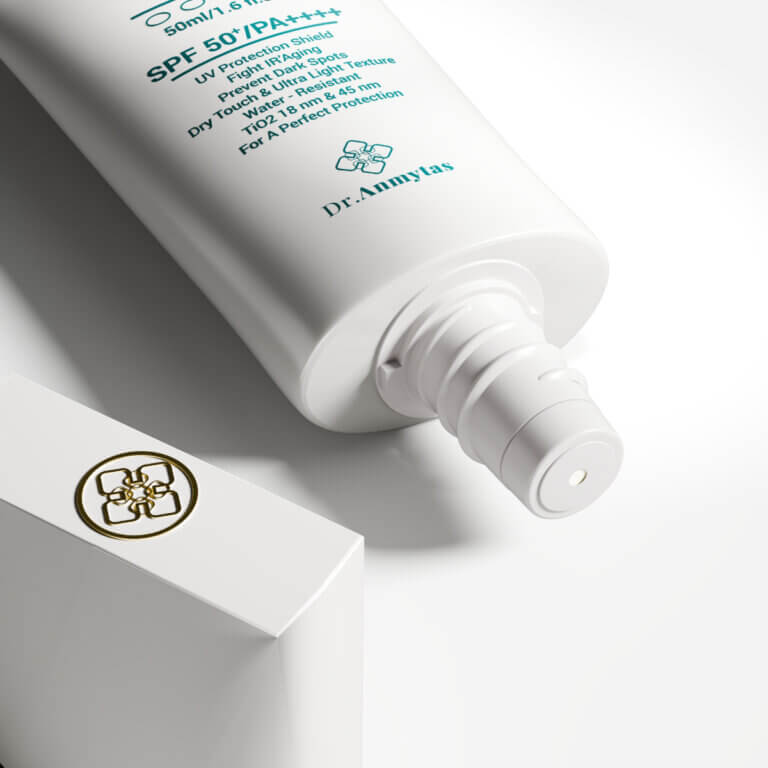 50ml/1.6 fl.
SPF 50+/PA++++
UV Protection Shield
Fight IR'Aging
Prevent Dark Spots
Dry Touch & Ultra Light Texture
Water - Resistant
TiO2 18 nm & 45 nm
For A Perfect Protection
Dr.Anmytas